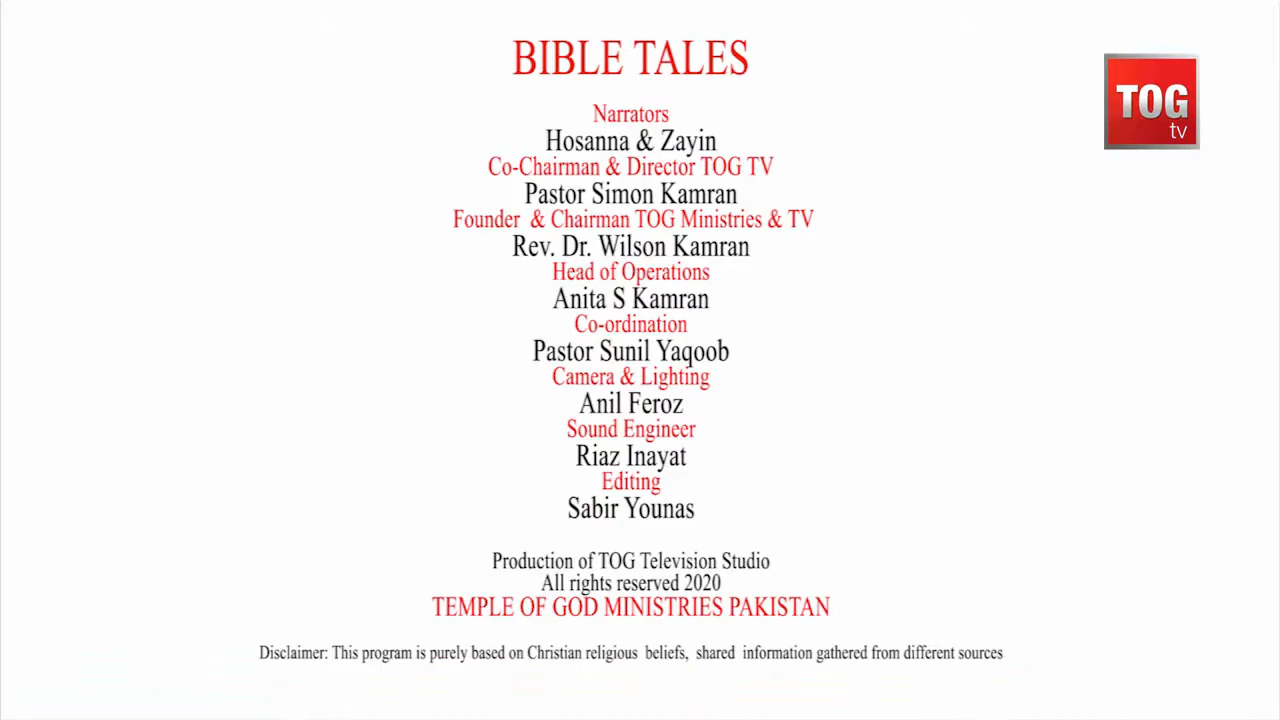 BIBLE TALES
TOG
tv
Narrators
Hosanna & Zayin
Co-Chairman & Director TOG TV
Pastor Simon Kamran
Founder & Chairman TOG Ministries & TV
Rev. Dr. Wilson Kamran
Head of Operations
Anita S Kamran
Co-ordination
Pastor Sunil Yaqoob
Camera & Lighting
Anil Feroz
Sound Engineer
Riaz Inayat
Editing
Sabir Younas
Production of TOG Television Studio
All rights reserved 2020
TEMPLE OF GOD MINISTRIES PAKISTAN
Disclaimer: This program is purely based on Christian religious beliefs, shared information gathered from different sources